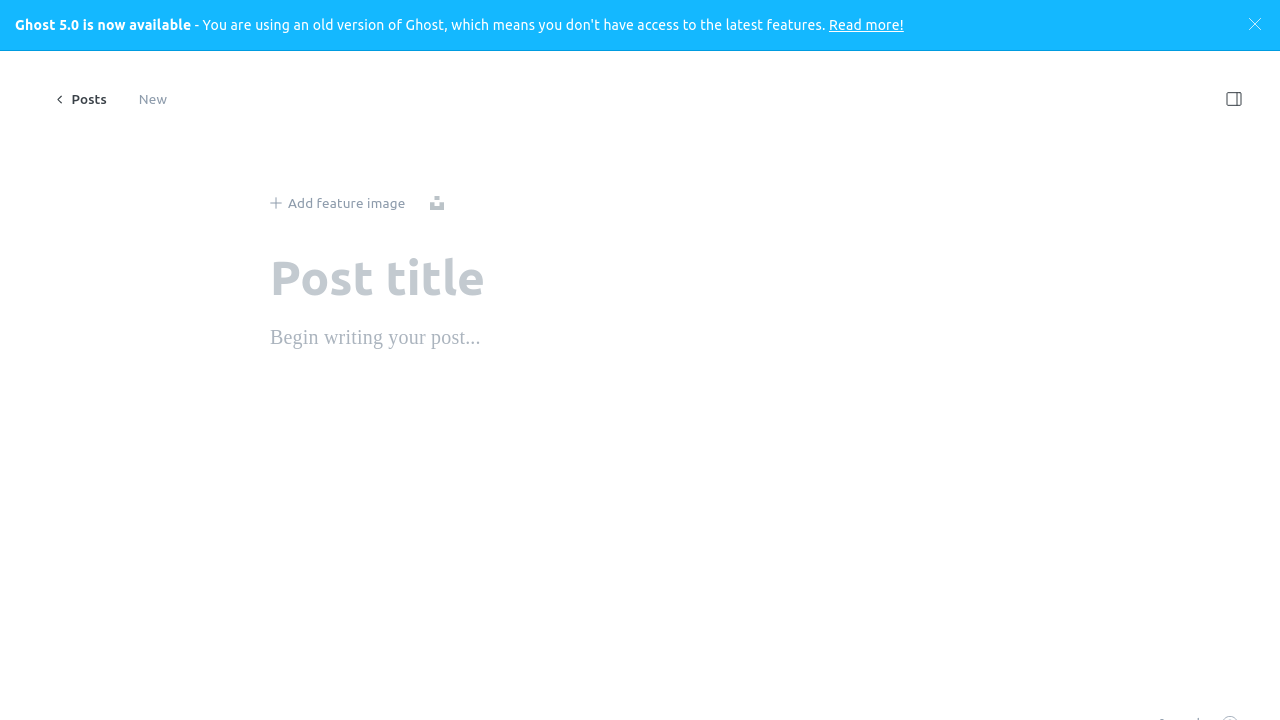 Ghost 5.0 is now available - You are using an old version of Ghost, which means you don't have access to the latest features. Read more!
Posts
New
Add feature image
Post title
Begin writing your post...